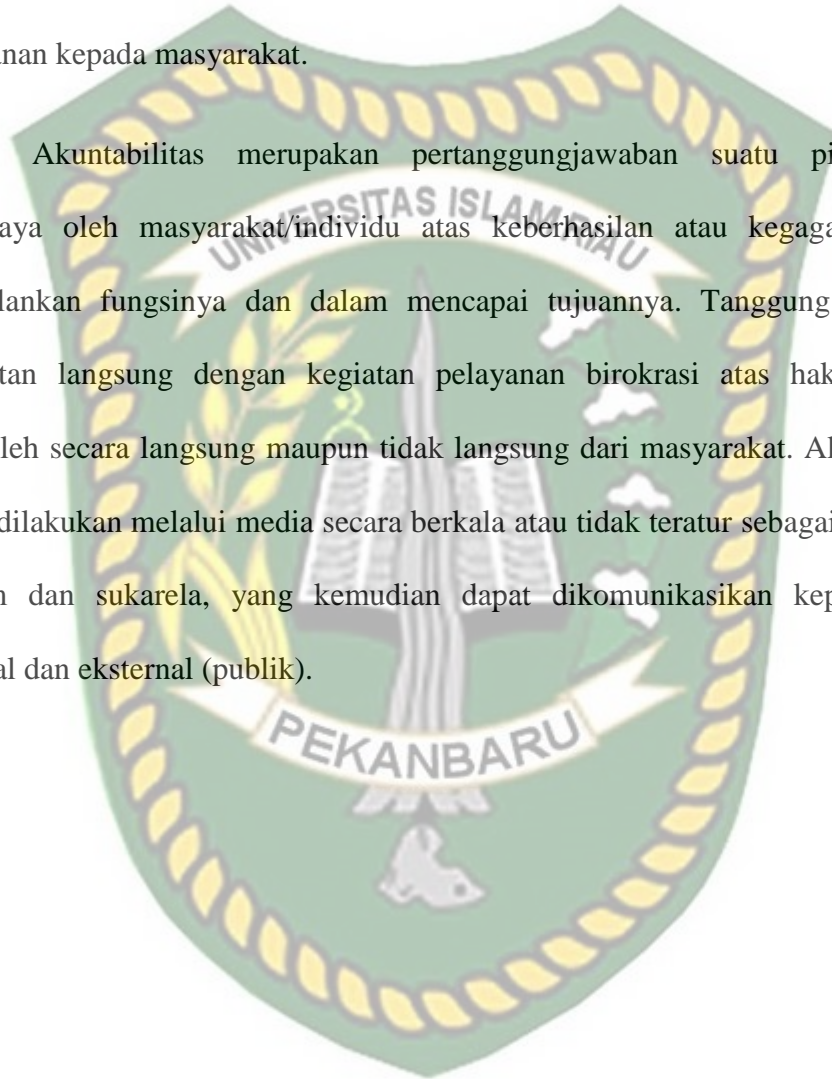 anan kepada masyarakat.
Akuntabilitas merupakan pertanggungjawaban suatu pi
UNIVERSITAS ISLAM RIAU
aya oleh masyarakat/individu atas keberhasilan atau kegaga
lankan fungsinya dan dalam mencapai tujuannya. Tanggung
tan langsung dengan kegiatan pelayanan birokrasi atas hak
leh secara langsung maupun tidak langsung dari masyarakat. Al
dilakukan melalui media secara berkala atau tidak teratur sebagai
n dan sukarela, yang kemudian dapat dikomunikasikan kep
al dan eksternal (publik).
PEKANBARU